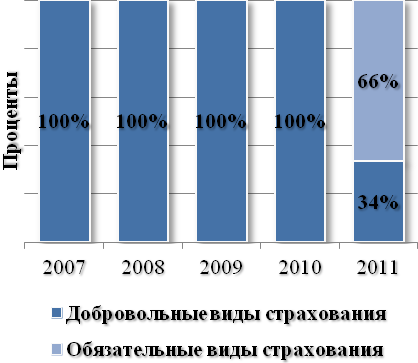 Проценты
100% 100% 100% 100%
66%
34%
2007 2008 2009 2010 2011
Добровольные виды страхования
Обязательные виды страхования